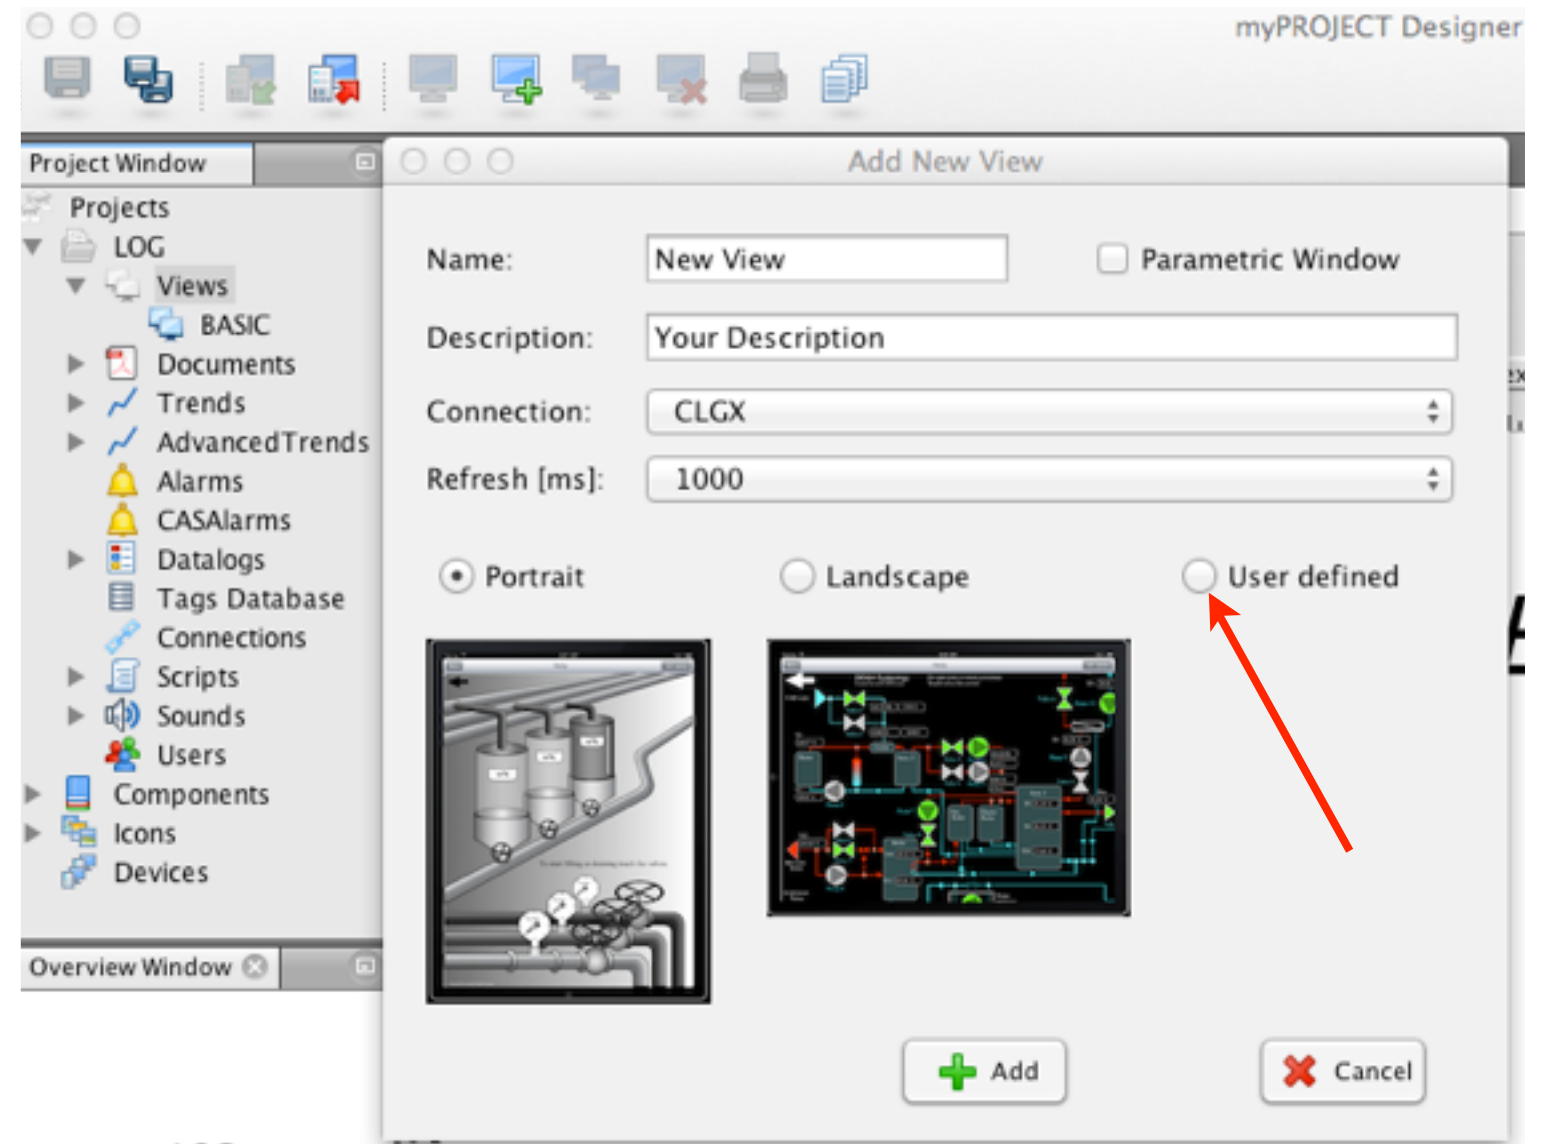 myPROJECT Designer
Project Window
Add New View
Projects
LOG
Views
BASIC
Documents
Trends
AdvancedTrends
Alarms
CASAlarms
Datalogs
Tags Database
Connections
Scripts
Sounds
Users
Components
Icons
Devices
Overview Window
Name:
New View
Parametric Window
Description:
Your Description
Connection:
CLGX
Refresh [ms]:
1000
Portrait
Landscape
User defined
Add
Cancel